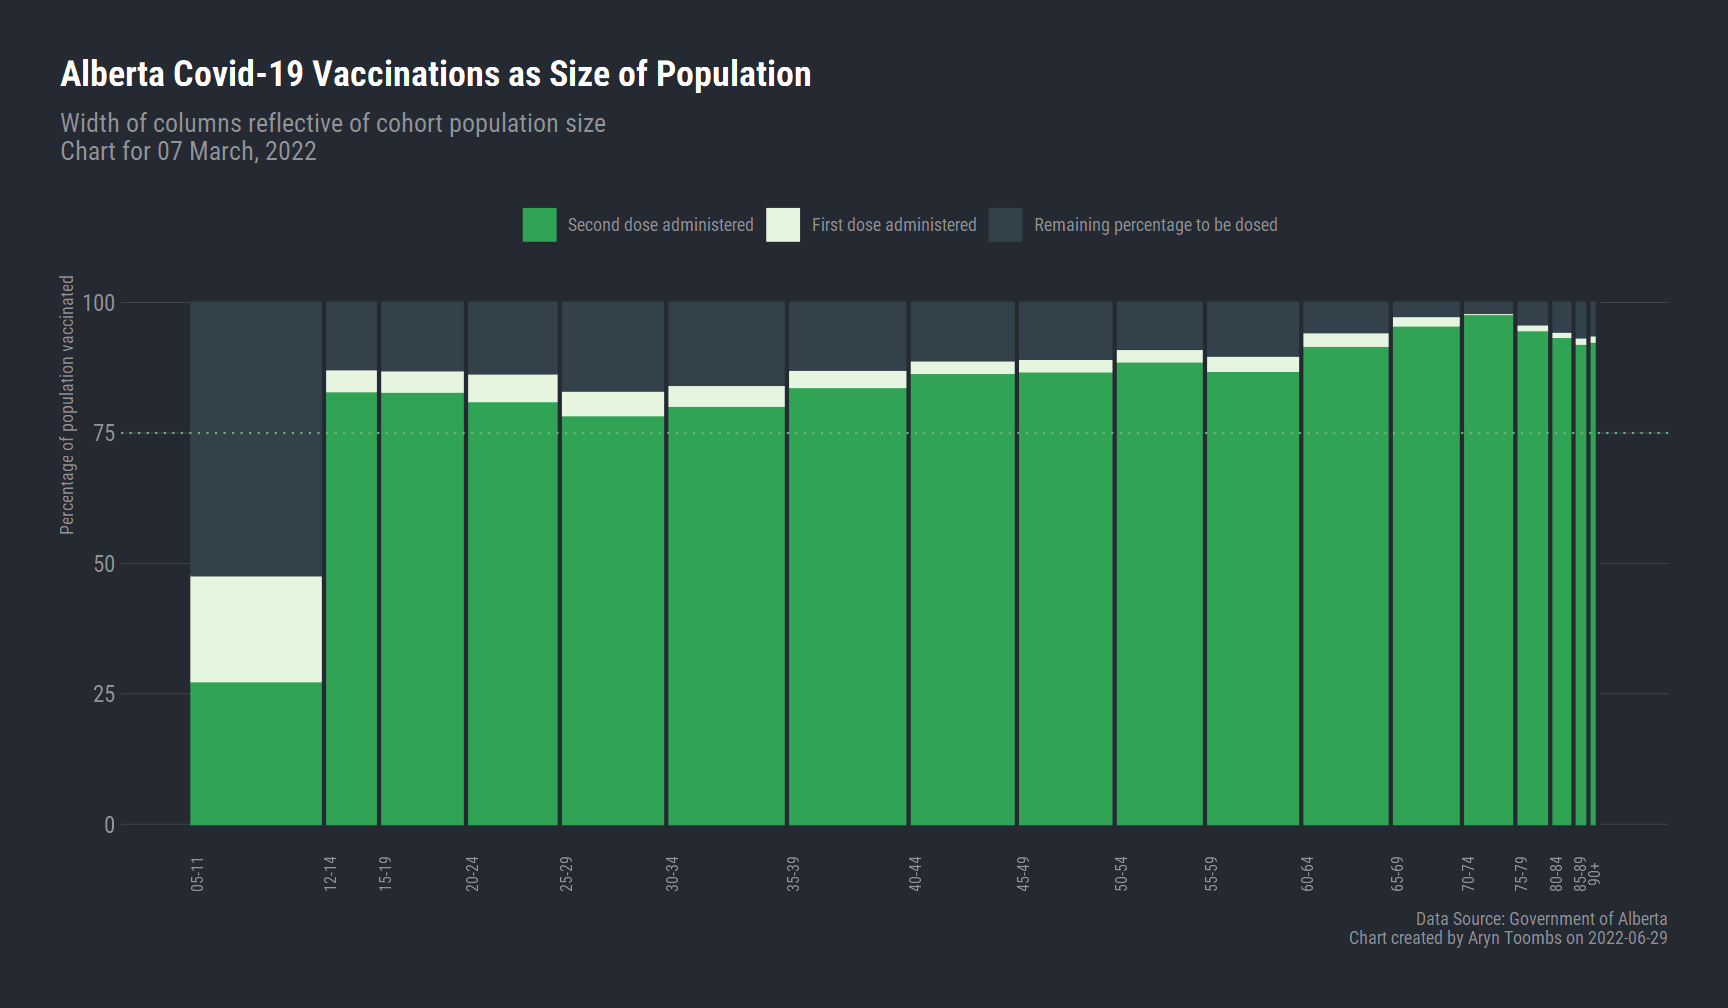 Alberta Covid-19 Vaccinations as Size of Population
Width of columns reflective of cohort population size
Chart for 07 March, 2022
Second dose administered
First dose administered
Remaining percentage to be dosed
Percentage of population vaccinated
100
75
50
25
0
05-11
12-14
15-19
20-24
25-29
30-34
35-39
40-44
45-49
50-54
55-59
60-64
65-69
70-74
75-79
80-84
85-89
90+
Data Source: Government of Alberta
Chart created by Aryn Toombs on 2022-06-29